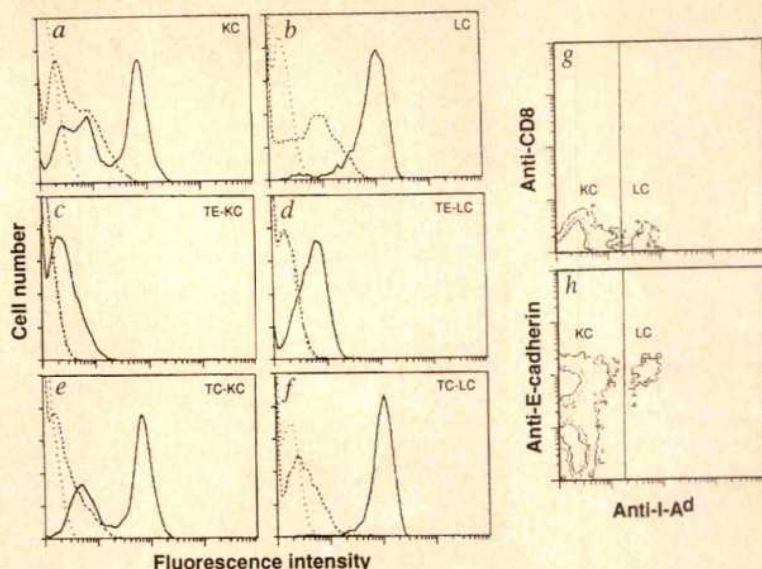 a KC
b LC
c TE-KC
d TE-LC
e TC-KC
f TC-LC
Cell number
Fluorescence intensity
g
Anti-CD8
KC LC
h
Anti-E-cadherin
KC LC
Anti-I-Ad